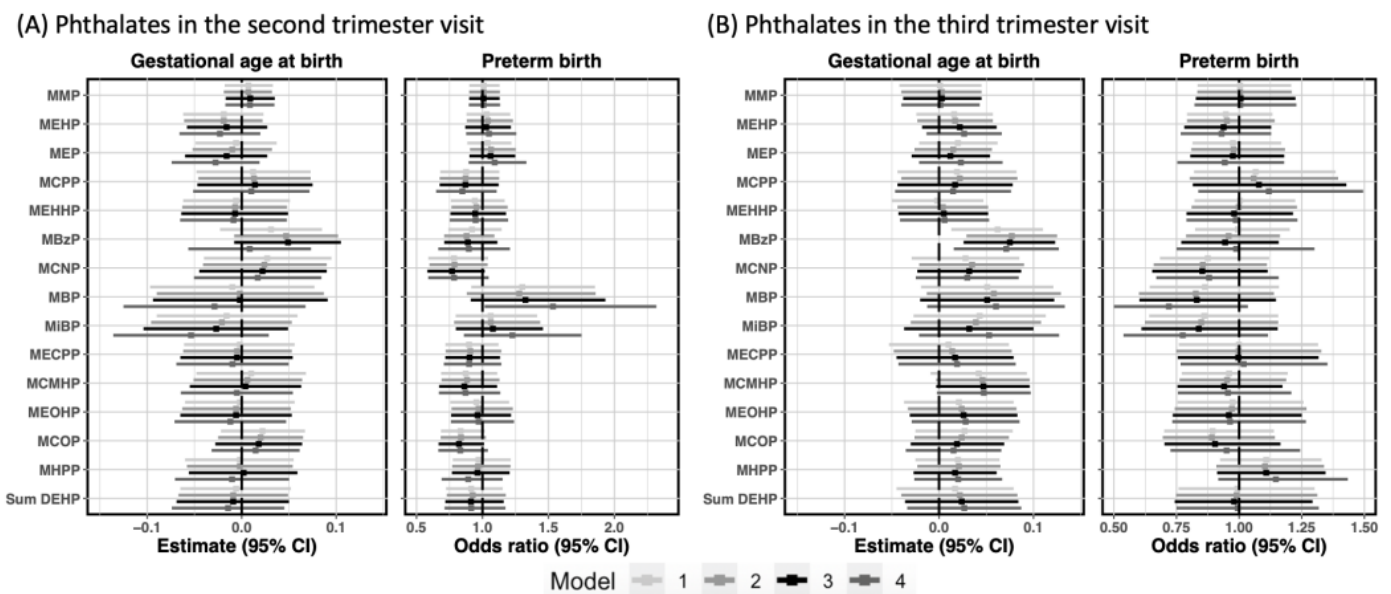 (A) Phthalates in the second trimester visit
(B) Phthalates in the third trimester visit
Gestational age at birth
Preterm birth
Gestational age at birth
Preterm birth
MMP
MEHP
MEP
MCPP
MEHHP
MBzP
MCNP
MBP
MiBP
MECPP
MCMHP
MEOHP
MCOP
MHPP
Sum DEHP
MMP
MEHP
MEP
MCPP
MEHHP
MBzP
MCNP
MBP
MiBP
MECPP
MCMHP
MEOHP
MCOP
MHPP
Sum DEHP
−0.1 0.0 0.1
0.5 1.0 1.5 2.0
−0.1 0.0 0.1
0.50 0.75 1.00 1.25 1.50
Estimate (95% CI)
Odds ratio (95% CI)
Estimate (95% CI)
Odds ratio (95% CI)
Model 1 2 3 4